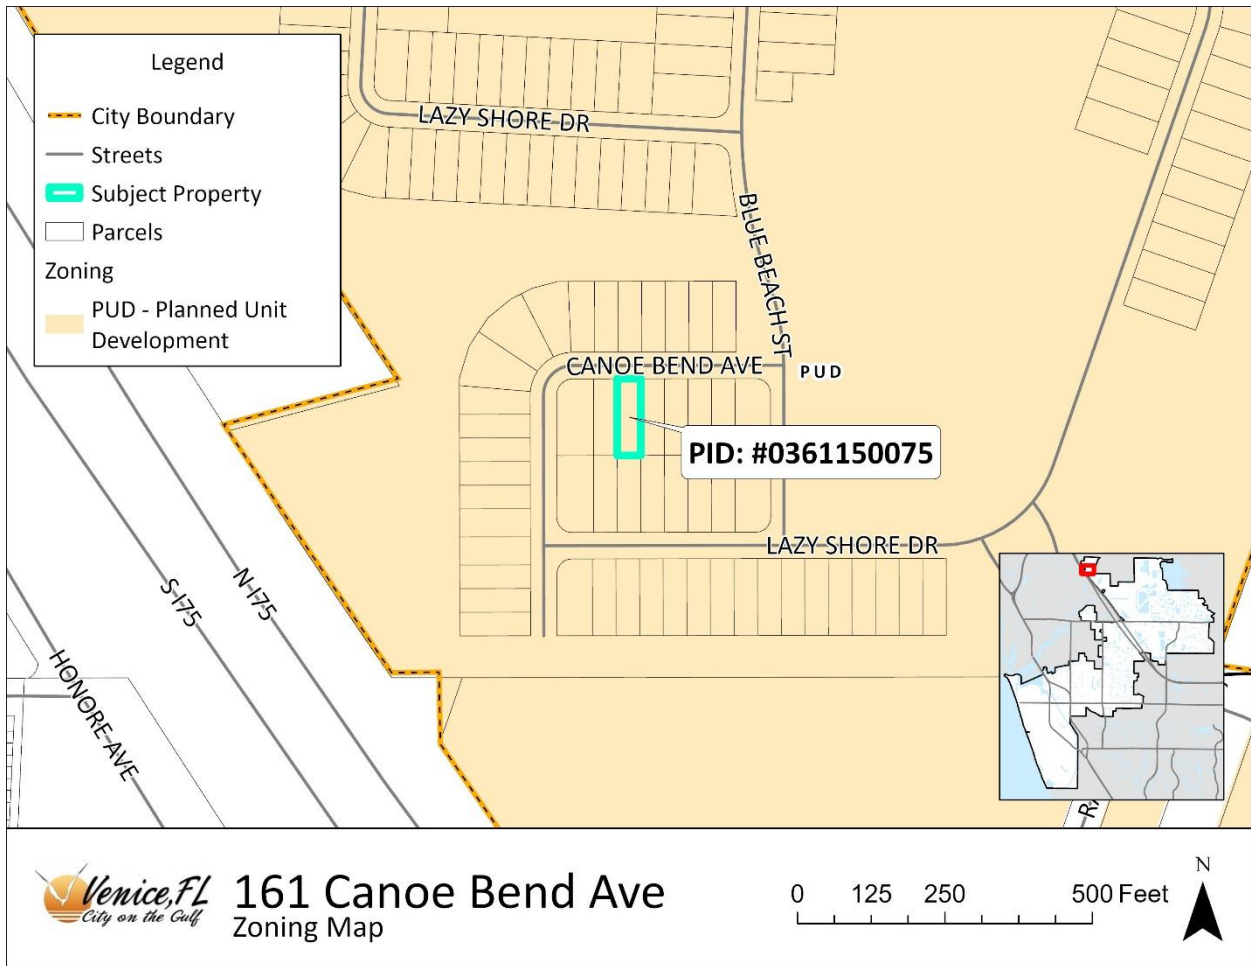 Legend
City Boundary
Streets
Subject Property
Parcels
Zoning
PUD - Planned Unit
Development
LAZY SHORE DR
BLUE BEACH ST
CANOE BEND AVE
PUD
PID: #0361150075
LAZY SHORE DR
S I75
N I75
HONORE AVE
Venice, FL
City on the Gulf
161 Canoe Bend Ave
Zoning Map
0 125 250 500 Feet
N